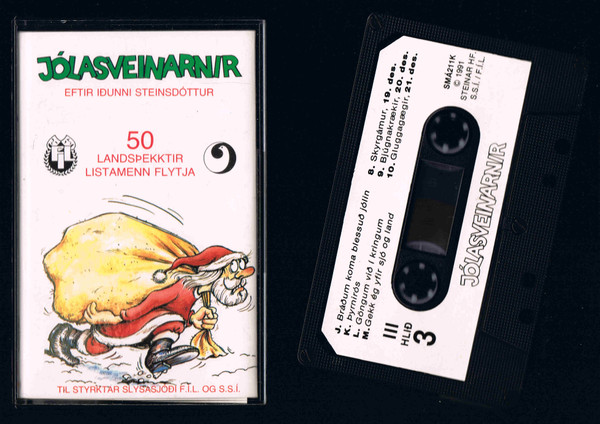 JÓLASVEINARNIR
EFTIR IÐUNNI STEINSDÓTTUR
50
LANDSÞEKKTIR
LISTAMENN FLYTJA
TIL STYRKTAR SLYSASJÓÐI F.Í.L. OG S.S.Í.
JÓLASVEINARNIR
SMÁ211K
℗ 1991
STEINAR HF.
S.S.Í./F.Í.L.
8. Skyrgámur, 19. des.
9. Bjúgnakrækir, 20. des.
10. Gluggagægir, 21. des.
J. Bráðum koma blessuð jólin
K. Þyrnirós
L. Göngum við í kringum
M. Gekk ég yfir sjó og land
III
HLIÐ
3